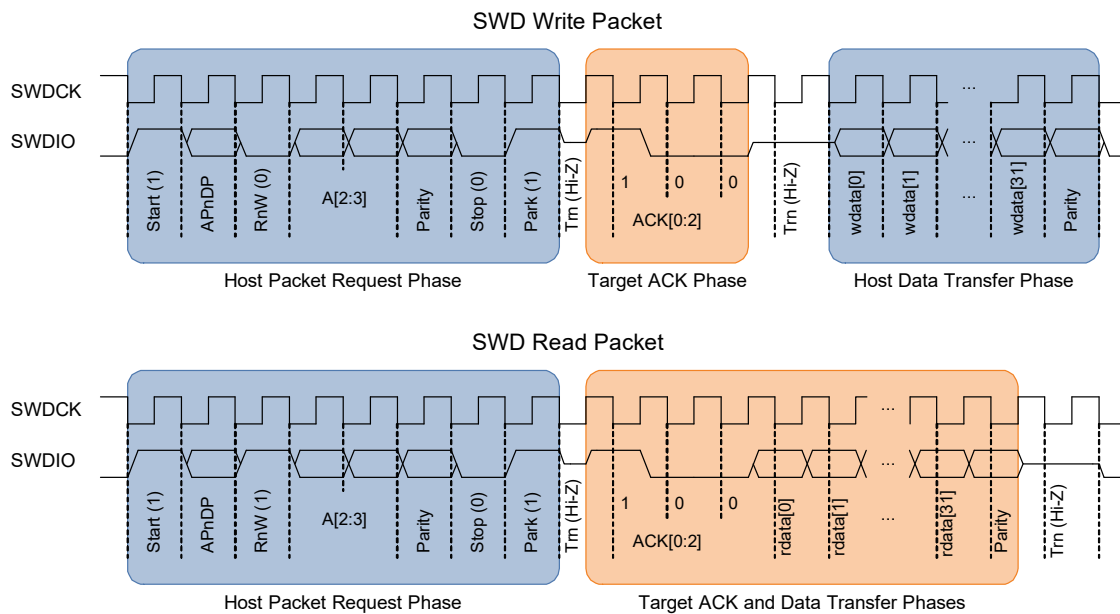 SWD Write Packet
SWDCK
...
SWDIO
Start (1) APnDP RnW (0) A[2:3] Parity Stop (0) Park (1) Trn (Hi-Z) 1 0 0 Trn (Hi-Z) wdata[0] wdata[1] ... wdata[31] Parity
ACK[0:2]
Host Packet Request Phase Target ACK Phase Host Data Transfer Phase
SWD Read Packet
SWDCK
...
SWDIO
...
Start (1) APnDP RnW (1) A[2:3] Parity Stop (0) Park (1) Trn (Hi-Z) 1 0 0 rdata[0] rdata[1] ... rdata[31] Parity Trn (Hi-Z)
ACK[0:2]
Host Packet Request Phase Target ACK and Data Transfer Phases